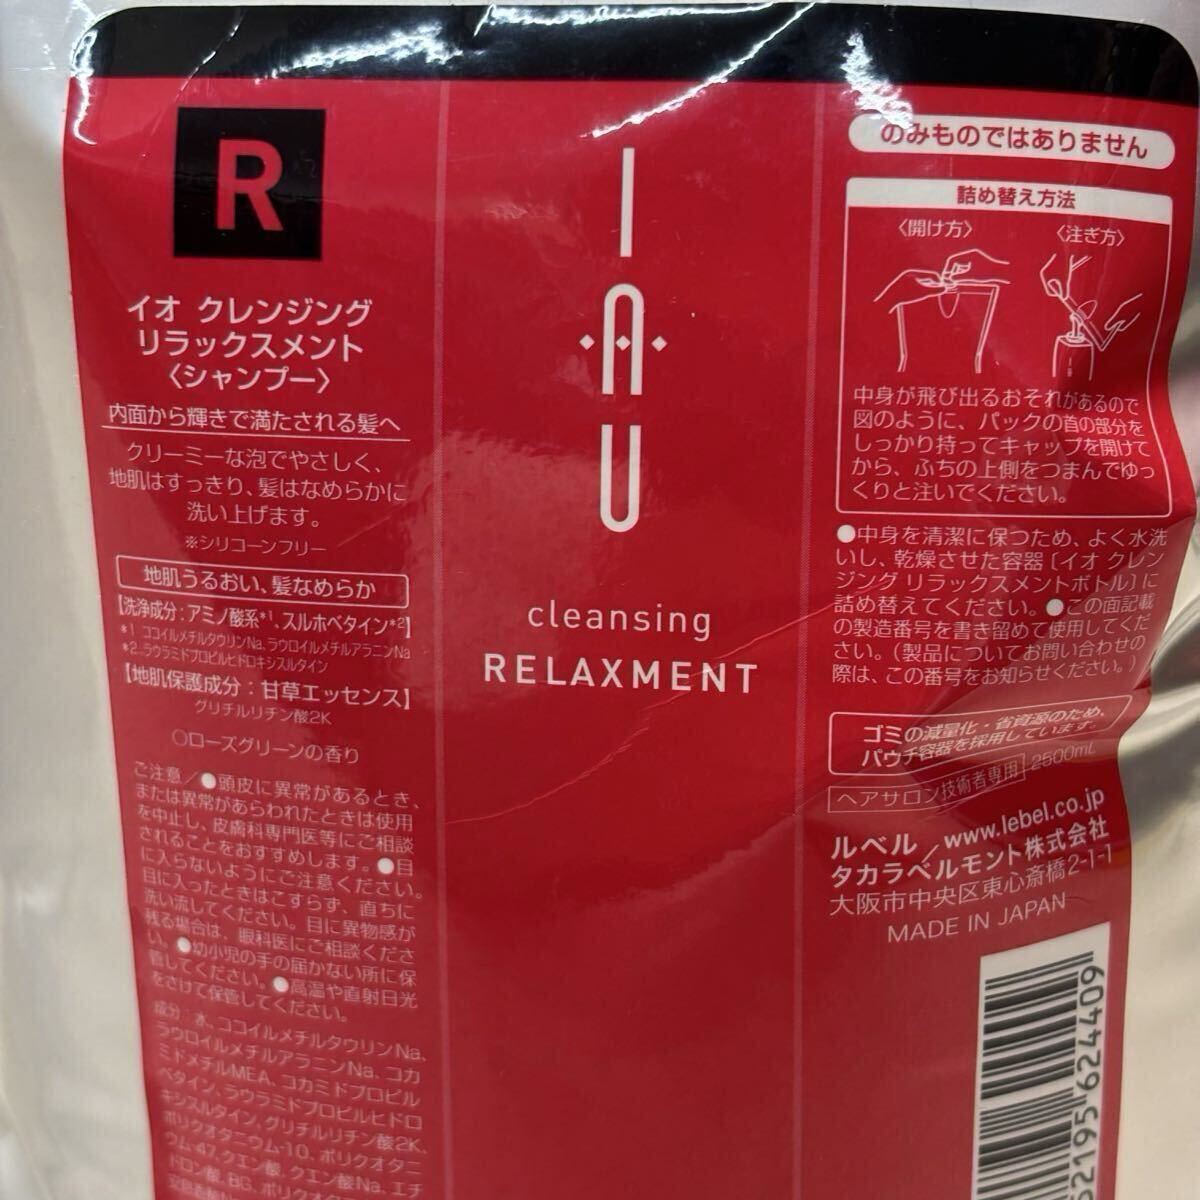 R
イオ クレンジング
リラックスメント
〈シャンプー〉
内面から輝きで満たされる髪へ
クリーミーな泡でやさしく、
地肌はすっきり、髪はなめらかに
洗い上げます。
※シリコーンフリー
地肌うるおい、髪なめらか
【洗浄成分：アミノ酸系*1、スルホベタイン*2】
*1…ココイルメチルタウリンNa、ラウロイルメチルアラニンNa
*2…ラウラミドプロピルヒドロキシスルタイン
【地肌保護成分：甘草エッセンス】
グリチルリチン酸2K
○ローズグリーンの香り
ご注意／●頭皮に異常があるとき、
または異常があらわれたときは使用
を中止し、皮膚科専門医等にご相談
されることをおすすめします。●目
に入らないようにご注意ください。
目に入ったときはこすらず、直ちに
洗い流してください。目に異物感が
残る場合は、眼科医にご相談くださ
い。●幼小児の手の届かない所に保
管してください。●高温や直射日光
をさけて保管してください。
成分：水、ココイルメチルタウリンNa、
ラウロイルメチルアラニンNa、コカ
ミドメチルMEA、コカミドプロピル
ベタイン、ラウラミドプロピルヒドロ
キシスルタイン、グリチルリチン酸2K、
ポリクオタニウム-10、ポリクオタニ
ウム-47、クエン酸、クエン酸Na、エチ
ドロン酸、BG、ポリクオタ
IAU
cleansing
RELAXMENT
のみものではありません
詰め替え方法
〈開け方〉 〈注ぎ方〉
中身が飛び出るおそれがあるので
図のように、パックの首の部分を
しっかり持ってキャップを開けて
から、ふちの上側をつまんでゆっ
くりと注いでください。
●中身を清潔に保つため、よく水洗
いし、乾燥させた容器〔イオ クレン
ジング リラックスメントボトル〕に
詰め替えてください。●この面記載
の製造番号を書き留めて使用してくだ
さい。（製品についてお問い合わせの
際は、この番号をお知らせください。）
ゴミの減量化・省資源のため、
パウチ容器を採用しています。
ヘアサロン技術者専用 2500mL
ルベル／www.lebel.co.jp
タカラベルモント株式会社
大阪市中央区東心斎橋2-1-1
MADE IN JAPAN
62195 624409